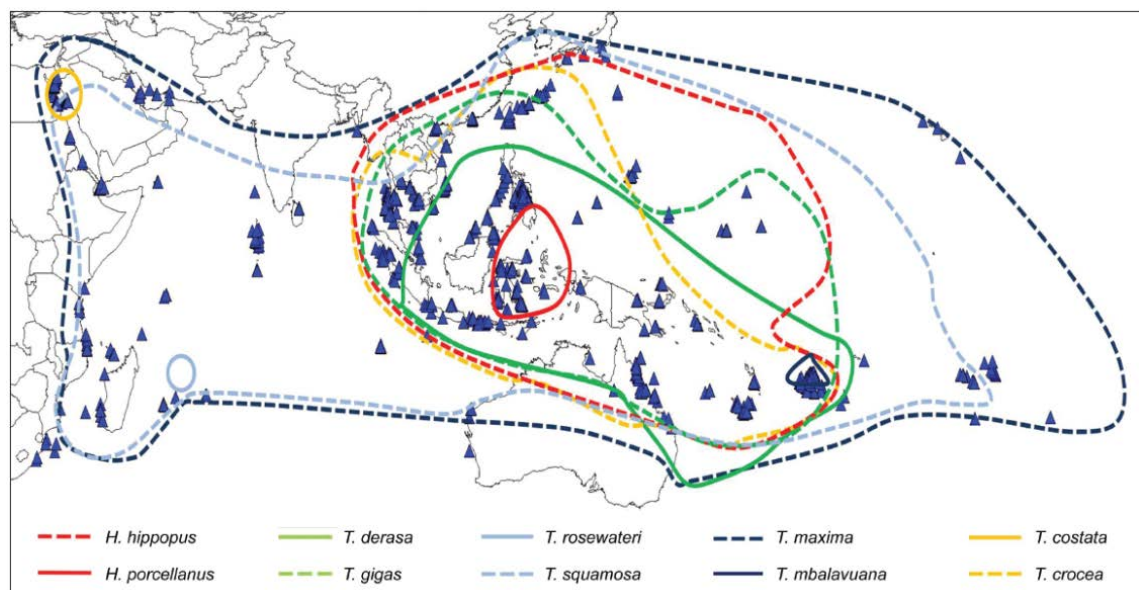 H. hippopus T. derasa T. rosewateri T. maxima T. costata
H. porcellanus T. gigas T. squamosa T. mbalavuana T. crocea